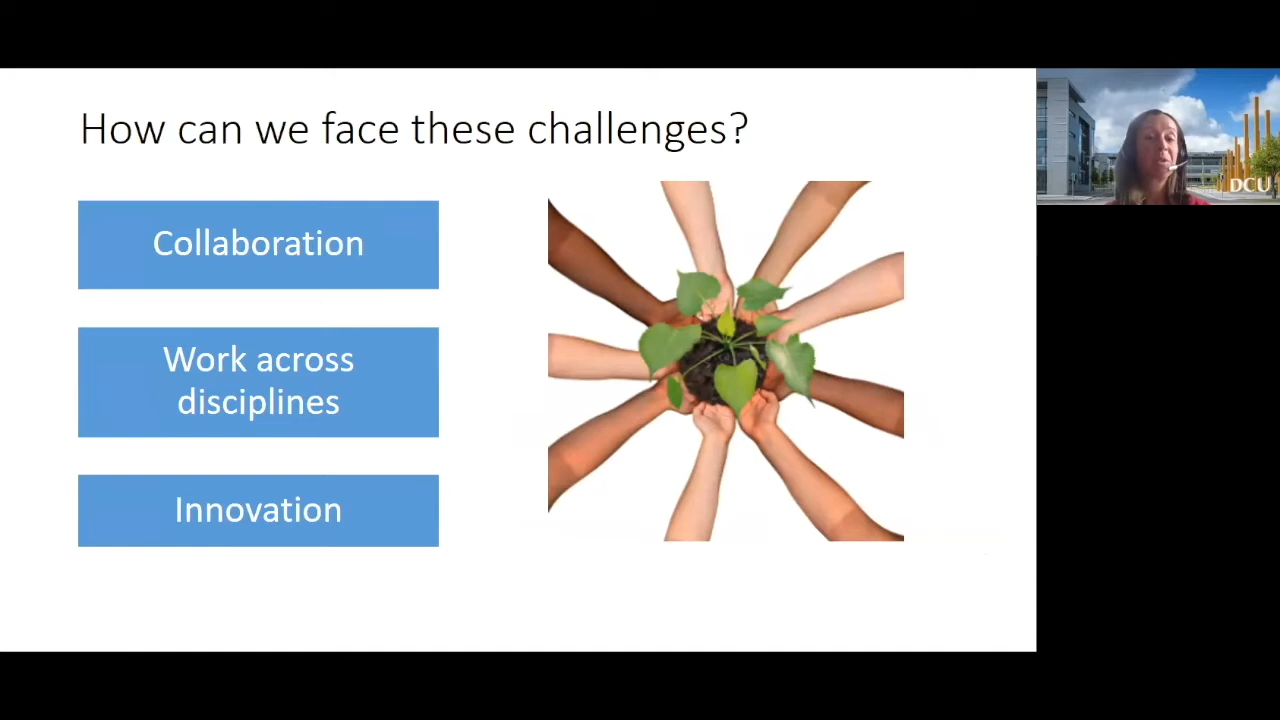 How can we face these challenges?
Collaboration
Work across
disciplines
Innovation
DCU